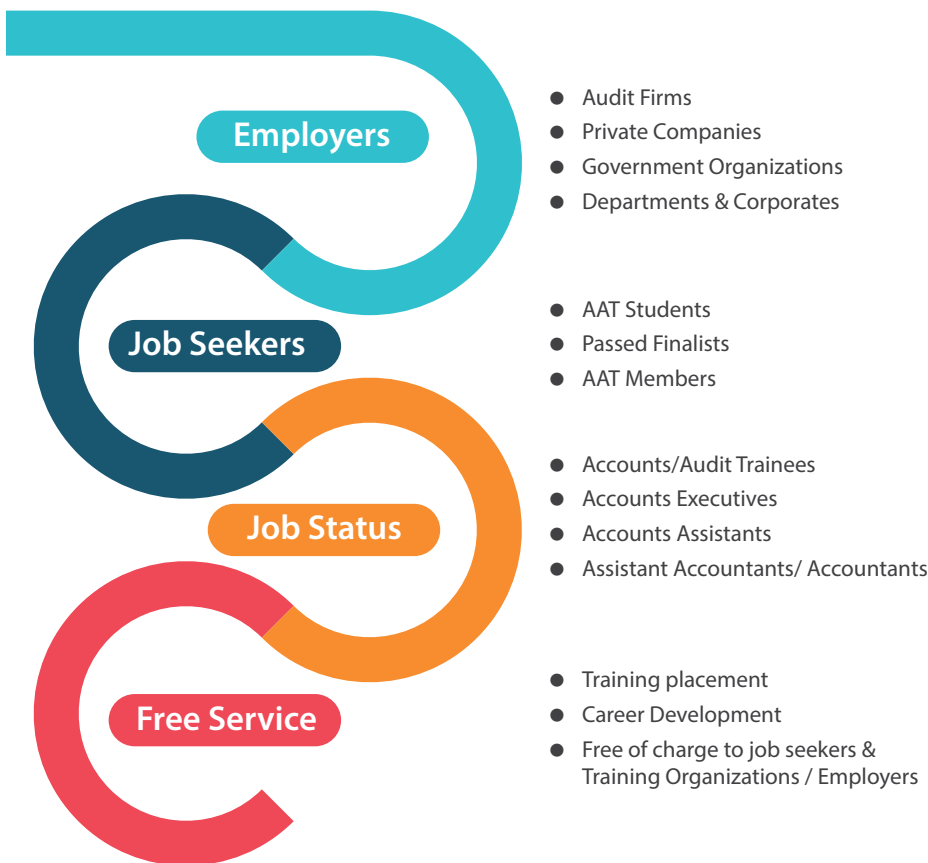 Employers
● Audit Firms
● Private Companies
● Government Organizations
● Departments & Corporates
Job Seekers
● AAT Students
● Passed Finalists
● AAT Members
Job Status
● Accounts/Audit Trainees
● Accounts Executives
● Accounts Assistants
● Assistant Accountants/ Accountants
Free Service
● Training placement
● Career Development
● Free of charge to job seekers &
Training Organizations / Employers